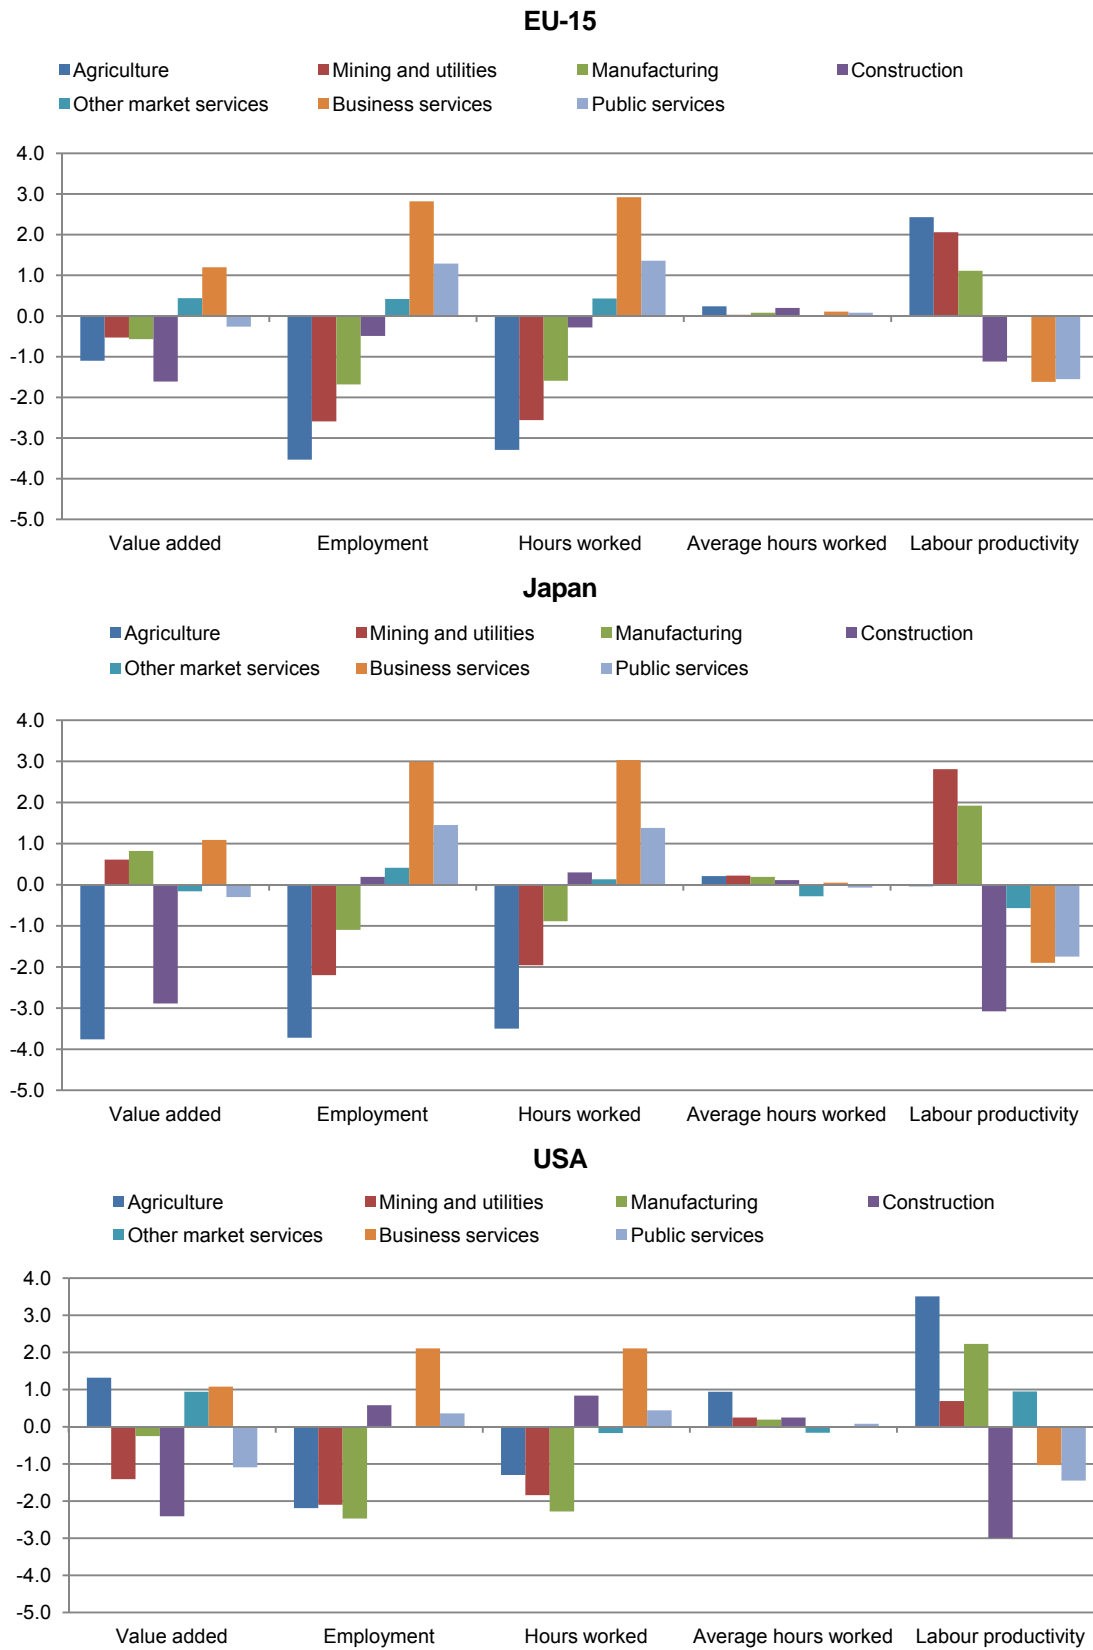 EU-15
Agriculture Mining and utilities Manufacturing Construction
Other market services Business services Public services
4.0
3.0
2.0
1.0
0.0
-1.0
-2.0
-3.0
-4.0
-5.0
Value added Employment Hours worked Average hours worked Labour productivity
Japan
Agriculture Mining and utilities Manufacturing Construction
Other market services Business services Public services
4.0
3.0
2.0
1.0
0.0
-1.0
-2.0
-3.0
-4.0
-5.0
Value added Employment Hours worked Average hours worked Labour productivity
USA
Agriculture Mining and utilities Manufacturing Construction
Other market services Business services Public services
4.0
3.0
2.0
1.0
0.0
-1.0
-2.0
-3.0
-4.0
-5.0
Value added Employment Hours worked Average hours worked Labour productivity